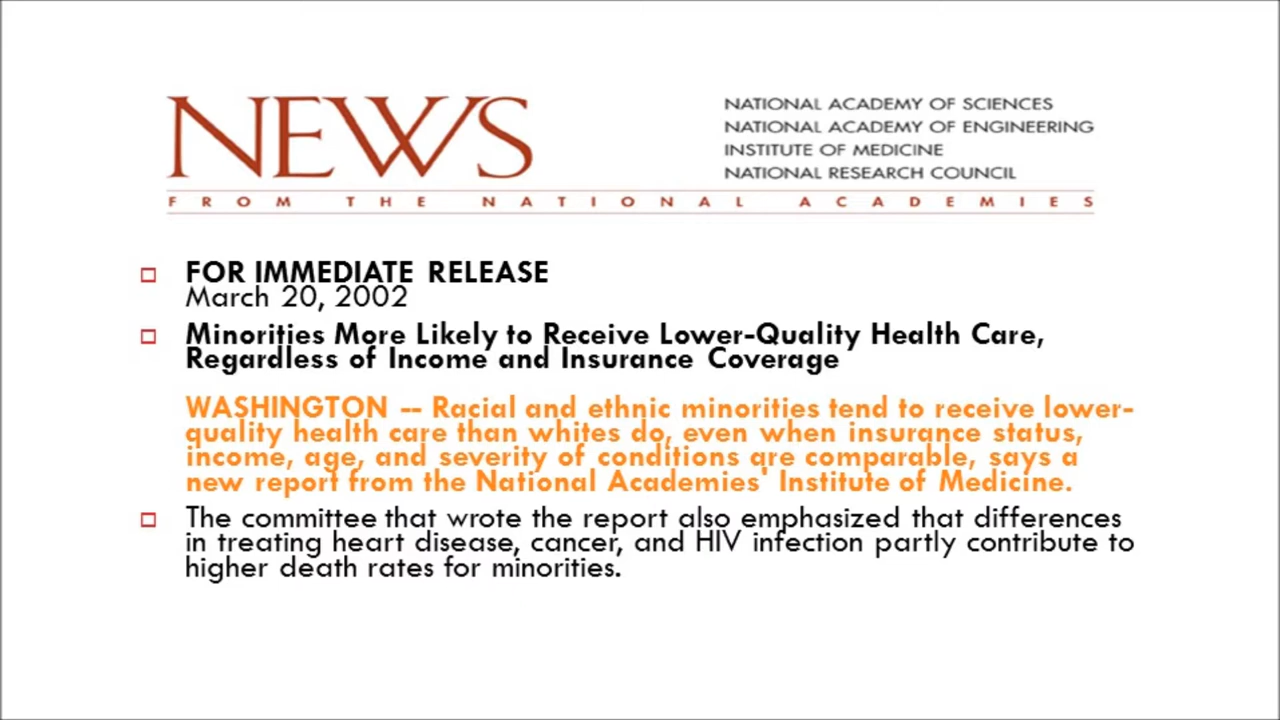 NEWS
NATIONAL ACADEMY OF SCIENCES
NATIONAL ACADEMY OF ENGINEERING
INSTITUTE OF MEDICINE
NATIONAL RESEARCH COUNCIL
FROM THE NATIONAL ACADEMIES
FOR IMMEDIATE RELEASE
March 20, 2002
Minorities More Likely to Receive Lower-Quality Health Care,
Regardless of Income and Insurance Coverage
WASHINGTON -- Racial and ethnic minorities tend to receive lower-
quality health care than whites do, even when insurance status,
income, age, and severity of conditions are comparable, says a
new report from the National Academies' Institute of Medicine.
The committee that wrote the report also emphasized that differences
in treating heart disease, cancer, and HIV infection partly contribute to
higher death rates for minorities.